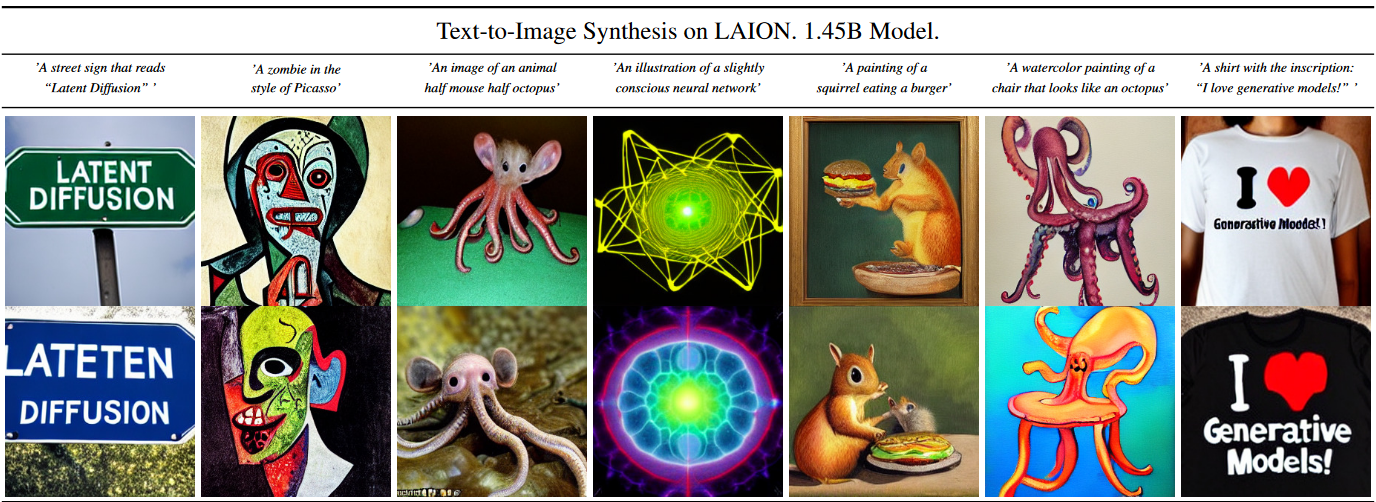 Text-to-Image Synthesis on LAION. 1.45B Model.
’A street sign that reads
“Latent Diffusion” ’
’A zombie in the
style of Picasso’
’An image of an animal
half mouse half octopus’
’An illustration of a slightly
conscious neural network’
’A painting of a
squirrel eating a burger’
’A watercolor painting of a
chair that looks like an octopus’
’A shirt with the inscription:
“I love generative models!” ’
LATENT
DIFFUSION
I
LATETEN
DIFFUSION
I
Generative
Models!